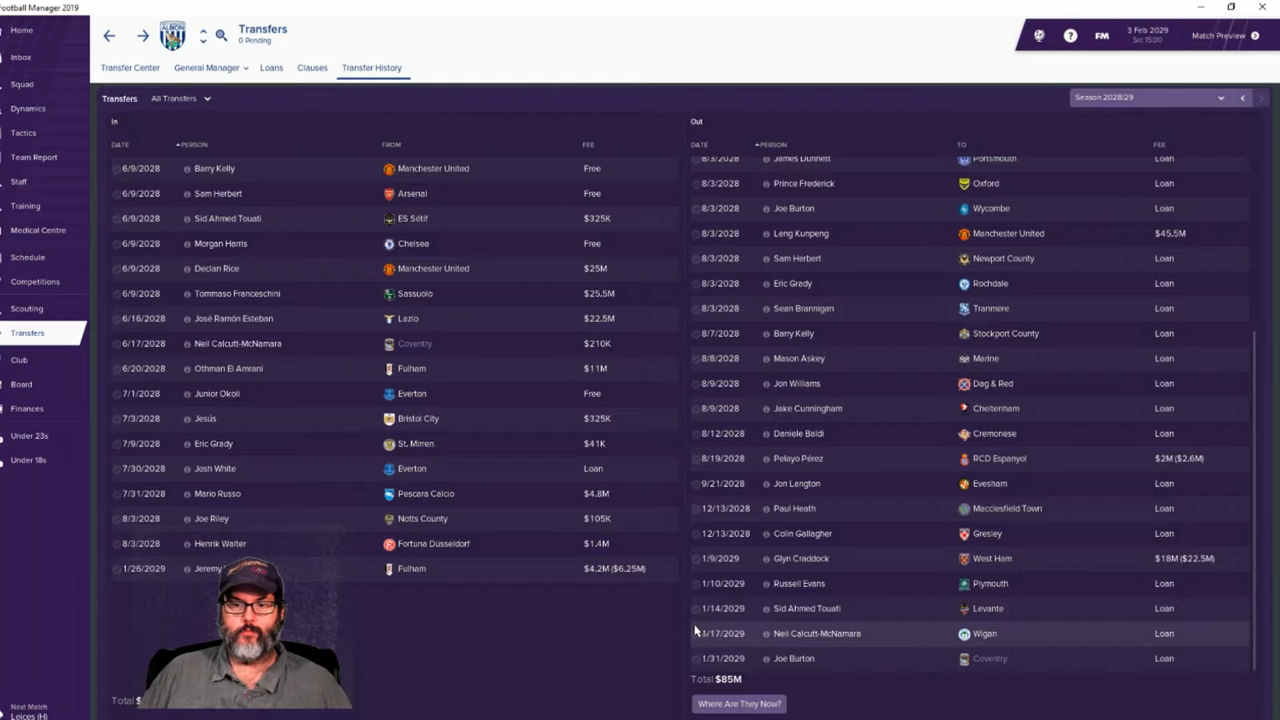 Football Manager 2019
Transfers
0 Pending
3 Feb 2029
Sat 15:00
FM
Match Preview
Transfer Center
General Manager
Loans
Clauses
Transfer History
Home
Inbox
Squad
Dynamics
Tactics
Team Report
Staff
Training
Medical Centre
Schedule
Competitions
Scouting
Transfers
Club
Board
Finances
Under 23s
Under 18s
Next Match
Leices (H)
Transfers All Transfers
Season 2028/29
In
DATE PERSON FROM FEE
6/9/2028 Barry Kelly Manchester United Free
6/9/2028 Sam Herbert Arsenal Free
6/9/2028 Sid Ahmed Touati ES Sétif $325K
6/9/2028 Morgan Harris Chelsea Free
6/9/2028 Declan Rice Manchester United $25M
6/9/2028 Tommaso Franceschini Sassuolo $25.5M
6/16/2028 José Ramón Esteban Lazio $22.5M
6/17/2028 Neil Calcutt-McNamara Coventry $210K
6/20/2028 Othman El Amrani Fulham $11M
7/1/2028 Junior Okoli Everton Free
7/3/2028 Jesús Bristol City $325K
7/9/2028 Eric Grady St. Mirren $41K
7/30/2028 Josh White Everton Loan
7/31/2028 Mario Russo Pescara Calcio $4.8M
8/3/2028 Joe Riley Notts County $105K
8/3/2028 Henrik Walter Fortuna Düsseldorf $1.4M
1/26/2029 Jeremy Fulham $4.2M ($6.25M)
Total $
Out
DATE PERSON TO FEE
8/3/2028 James Dunnett Portsmouth Loan
8/3/2028 Prince Frederick Oxford Loan
8/3/2028 Joe Burton Wycombe Loan
8/3/2028 Leng Kunpeng Manchester United $45.5M
8/3/2028 Sam Herbert Newport County Loan
8/3/2028 Eric Grady Rochdale Loan
8/3/2028 Sean Brannigan Tranmere Loan
8/7/2028 Barry Kelly Stockport County Loan
8/8/2028 Mason Askey Marine Loan
8/9/2028 Jon Williams Dag & Red Loan
8/9/2028 Jake Cunningham Cheltenham Loan
8/12/2028 Daniele Baldi Cremonese Loan
8/19/2028 Pelayo Pérez RCD Espanyol $2M ($2.6M)
9/21/2028 Jon Langton Evesham Loan
12/13/2028 Paul Heath Macclesfield Town Loan
12/13/2028 Colin Gallagher Gresley Loan
1/9/2029 Glyn Craddock West Ham $18M ($22.5M)
1/10/2029 Russell Evans Plymouth Loan
1/14/2029 Sid Ahmed Touati Levante Loan
1/17/2029 Neil Calcutt-McNamara Wigan Loan
1/31/2029 Joe Burton Coventry Loan
Total $85M
Where Are They Now?